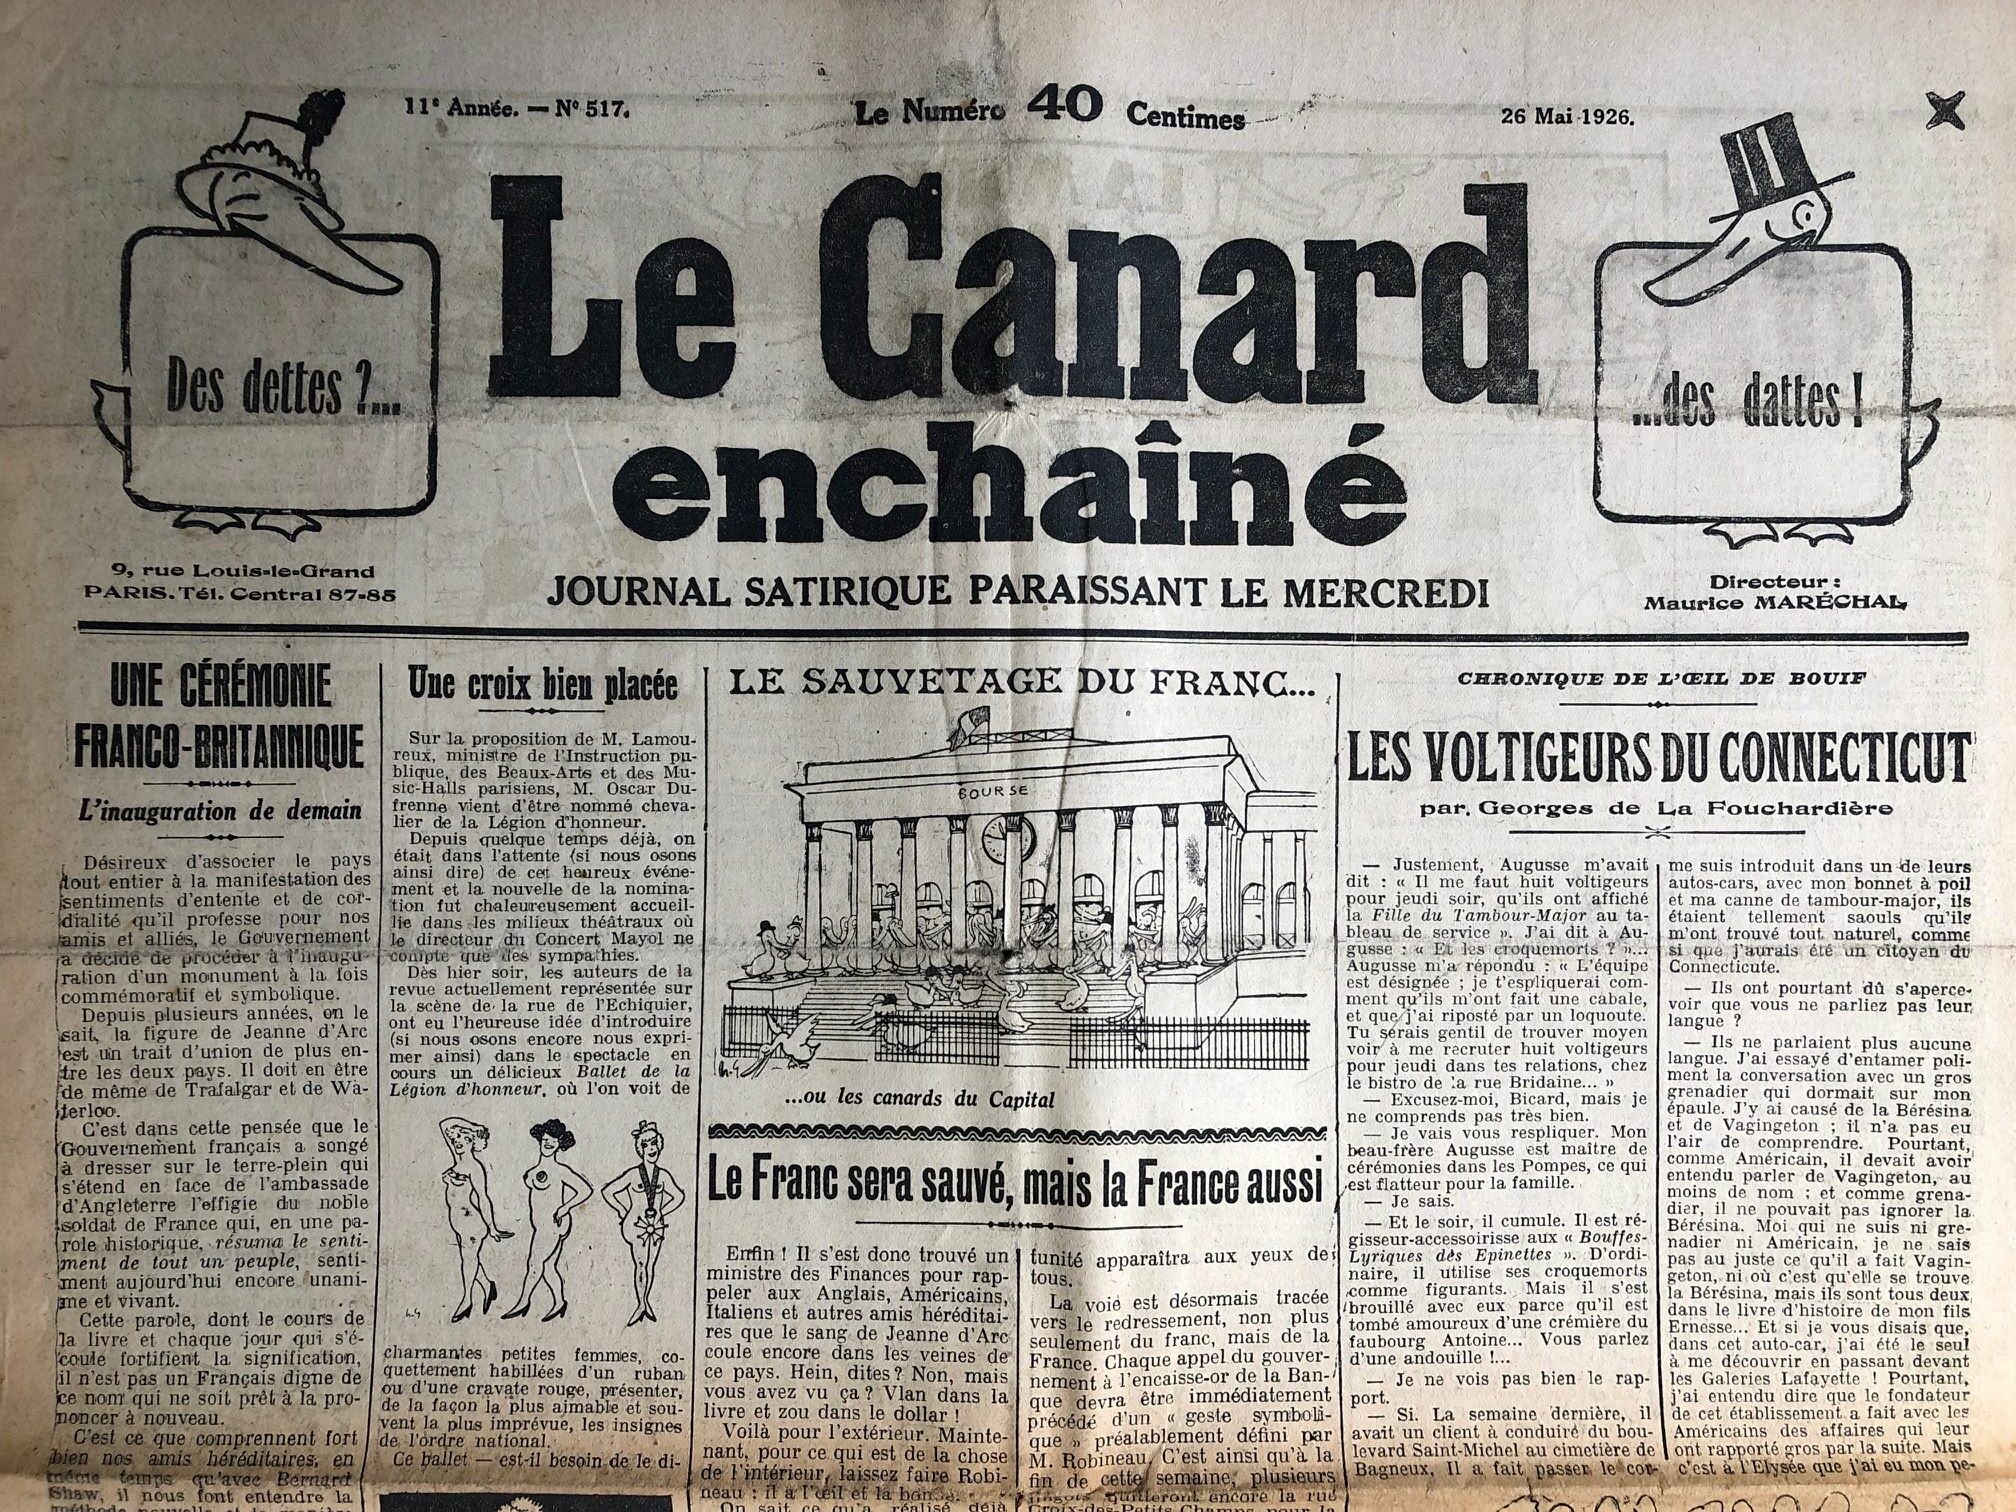 11e Année. — No 517.
Le Numéro 40 Centimes
26 Mai 1926.
Des dettes ?...
Le Canard
enchaîné
...des dattes !
9, rue Louis-le-Grand
PARIS. Tél. Central 87-85
JOURNAL SATIRIQUE PARAISSANT LE MERCREDI
Directeur :
Maurice MARÉCHAL
UNE CÉRÉMONIE
FRANCO-BRITANNIQUE
L'inauguration de demain
Désireux d'associer le pays
tout entier à la manifestation des
sentiments d'entente et de cor-
dialité qu'il professe pour nos
amis et alliés, le Gouvernement
a décidé de procéder à l'inaugu-
ration d'un monument à la fois
commémoratif et symbolique.
Depuis plusieurs années, on le
sait, la figure de Jeanne d'Arc
est un trait d'union de plus en-
tre les deux pays. Il doit en être
de même de Trafalgar et de Wa-
terloo.
C'est dans cette pensée que le
Gouvernement français a songé
à dresser sur le terre-plein qui
s'étend en face de l'ambassade
d'Angleterre l'effigie du noble
soldat de France qui, en une pa-
role historique, résuma le senti-
ment de tout un peuple, senti-
ment aujourd'hui encore unani-
me et vivant.
Cette parole, dont le cours de
la livre et chaque jour qui s'é-
coule fortifient la signification,
il n'est pas un Français digne de
ce nom qui ne soit prêt à la pro-
noncer à nouveau.
C'est ce que comprennent fort
bien nos amis héréditaires, en
même temps qu'avec Bernard
Shaw, il nous font entendre la
Une croix bien placée
Sur la proposition de M. Lamou-
reux, ministre de l'Instruction pu-
blique, des Beaux-Arts et des Mu-
sic-Halls parisiens, M. Oscar Du-
frenne vient d'être nommé cheva-
lier de la Légion d'honneur.
Depuis quelque temps déjà, on
était dans l'attente (si nous osons
ainsi dire) de cet heureux événe-
ment et la nouvelle de la nomina-
tion fut chaleureusement accueil-
lie dans les milieux théâtraux où
le directeur du Concert Mayol ne
compte que des sympathies.
Dès hier soir, les auteurs de la
revue actuellement représentée sur
la scène de la rue de l'Echiquier,
ont eu l'heureuse idée d'introduire
(si nous osons encore nous expri-
mer ainsi) dans le spectacle en
cours un délicieux Ballet de la
Légion d'honneur, où l'on voit de
charmantes petites femmes, co-
quettement habillées d'un ruban
ou d'une cravate rouge, présenter,
de la façon la plus aimable et sou-
vent la plus imprévue, les insignes
de l'ordre national.
Ce ballet — est-il besoin de le di-
LE SAUVETAGE DU FRANC...
BOURSE
...ou les canards du Capital
Le Franc sera sauvé, mais la France aussi
Enfin ! Il s'est donc trouvé un
ministre des Finances pour rap-
peler aux Anglais, Américains,
Italiens et autres amis héréditai-
res que le sang de Jeanne d'Arc
coule encore dans les veines de
ce pays. Hein, dites ? Non, mais
vous avez vu ça ? Vlan dans la
livre et zou dans le dollar !
Voilà pour l'extérieur. Mainte-
nant, pour ce qui est de la chose
de l'intérieur, laissez faire Robi-
neau : il a l'œil et la bonne.
On sait ce qu'a réalisé déjà
tunité apparaîtra aux yeux de
tous.
La voie est désormais tracée
vers le redressement, non plus
seulement du franc, mais de la
France. Chaque appel du gouver-
nement à l'encaisse-or de la Ban-
que devra être immédiatement
précédé d'un « geste symboli-
que » préalablement défini par
M. Robineau. C'est ainsi qu'à la
fin de cette semaine, plusieurs
quitteront encore la rue
CHRONIQUE DE L'ŒIL DE BOUIF
LES VOLTIGEURS DU CONNECTICUT
par Georges de La Fouchardière
— Justement, Augusse m'avait
dit : « Il me faut huit voltigeurs
pour jeudi soir, qu'ils ont affiché
la Fille du Tambour-Major au ta-
bleau de service ». J'ai dit à Au-
gusse : « Et les croquemorts ? »...
Augusse m'a répondu : « L'équipe
est désignée ; je t'espliquerai com-
ment qu'ils m'ont fait une cabale,
et que j'ai riposté par un loquoute.
Tu serais gentil de trouver moyen
voir à me recruter huit voltigeurs
pour jeudi dans tes relations, chez
le bistro de la rue Bridaine... »
— Excusez-moi, Bicard, mais je
ne comprends pas très bien.
— Je vais vous respliquer. Mon
beau-frère Augusse est maître de
cérémonies dans les Pompes, ce qui
est flatteur pour la famille.
— Je sais.
— Et le soir, il cumule. Il est ré-
gisseur-accessoirisse aux « Bouffes-
Lyriques des Epinettes ». D'ordi-
naire, il utilise ses croquemorts
comme figurants. Mais il s'est
brouillé avec eux parce qu'il est
tombé amoureux d'une crémière du
faubourg Antoine... Vous parlez
d'une andouille !...
— Je ne vois pas bien le rap-
port.
— Si. La semaine dernière, il
avait un client à conduire du bou-
levard Saint-Michel au cimetière de
Bagneux. Il a fait passer le cor-
me suis introduit dans un de leurs
autos-cars, avec mon bonnet à poil
et ma canne de tambour-major, ils
étaient tellement saouls qu'ils
m'ont trouvé tout naturel, comme
si que j'aurais été un citoyen du
Connecticute.
— Ils ont pourtant dû s'aperce-
voir que vous ne parliez pas leur
langue ?
— Ils ne parlaient plus aucune
langue. J'ai essayé d'entamer poli-
ment la conversation avec un gros
grenadier qui dormait sur mon
épaule. J'y ai causé de la Bérésina
et de Vagingeton ; il n'a pas eu
l'air de comprendre. Pourtant,
comme Américain, il devait avoir
entendu parler de Vagingeton, au
moins de nom ; et comme grena-
dier, il ne pouvait pas ignorer la
Bérésina. Moi qui ne suis ni gre-
nadier ni Américain, je ne sais
pas au juste ce qu'il a fait Vagin-
geton, ni où c'est qu'elle se trouve
la Bérésina, mais ils sont tous deux
dans le livre d'histoire de mon fils
Ernesse... Et si je vous disais que,
dans cet auto-car, j'ai été le seul
à me découvrir en passant devant
les Galeries Lafayette ! Pourtant,
j'ai entendu dire que le fondateur
de cet établissement a fait avec les
Américains des affaires qui leur
ont rapporté gros par la suite. Mais
c'est à l'Elysée que j'ai eu mon pe-